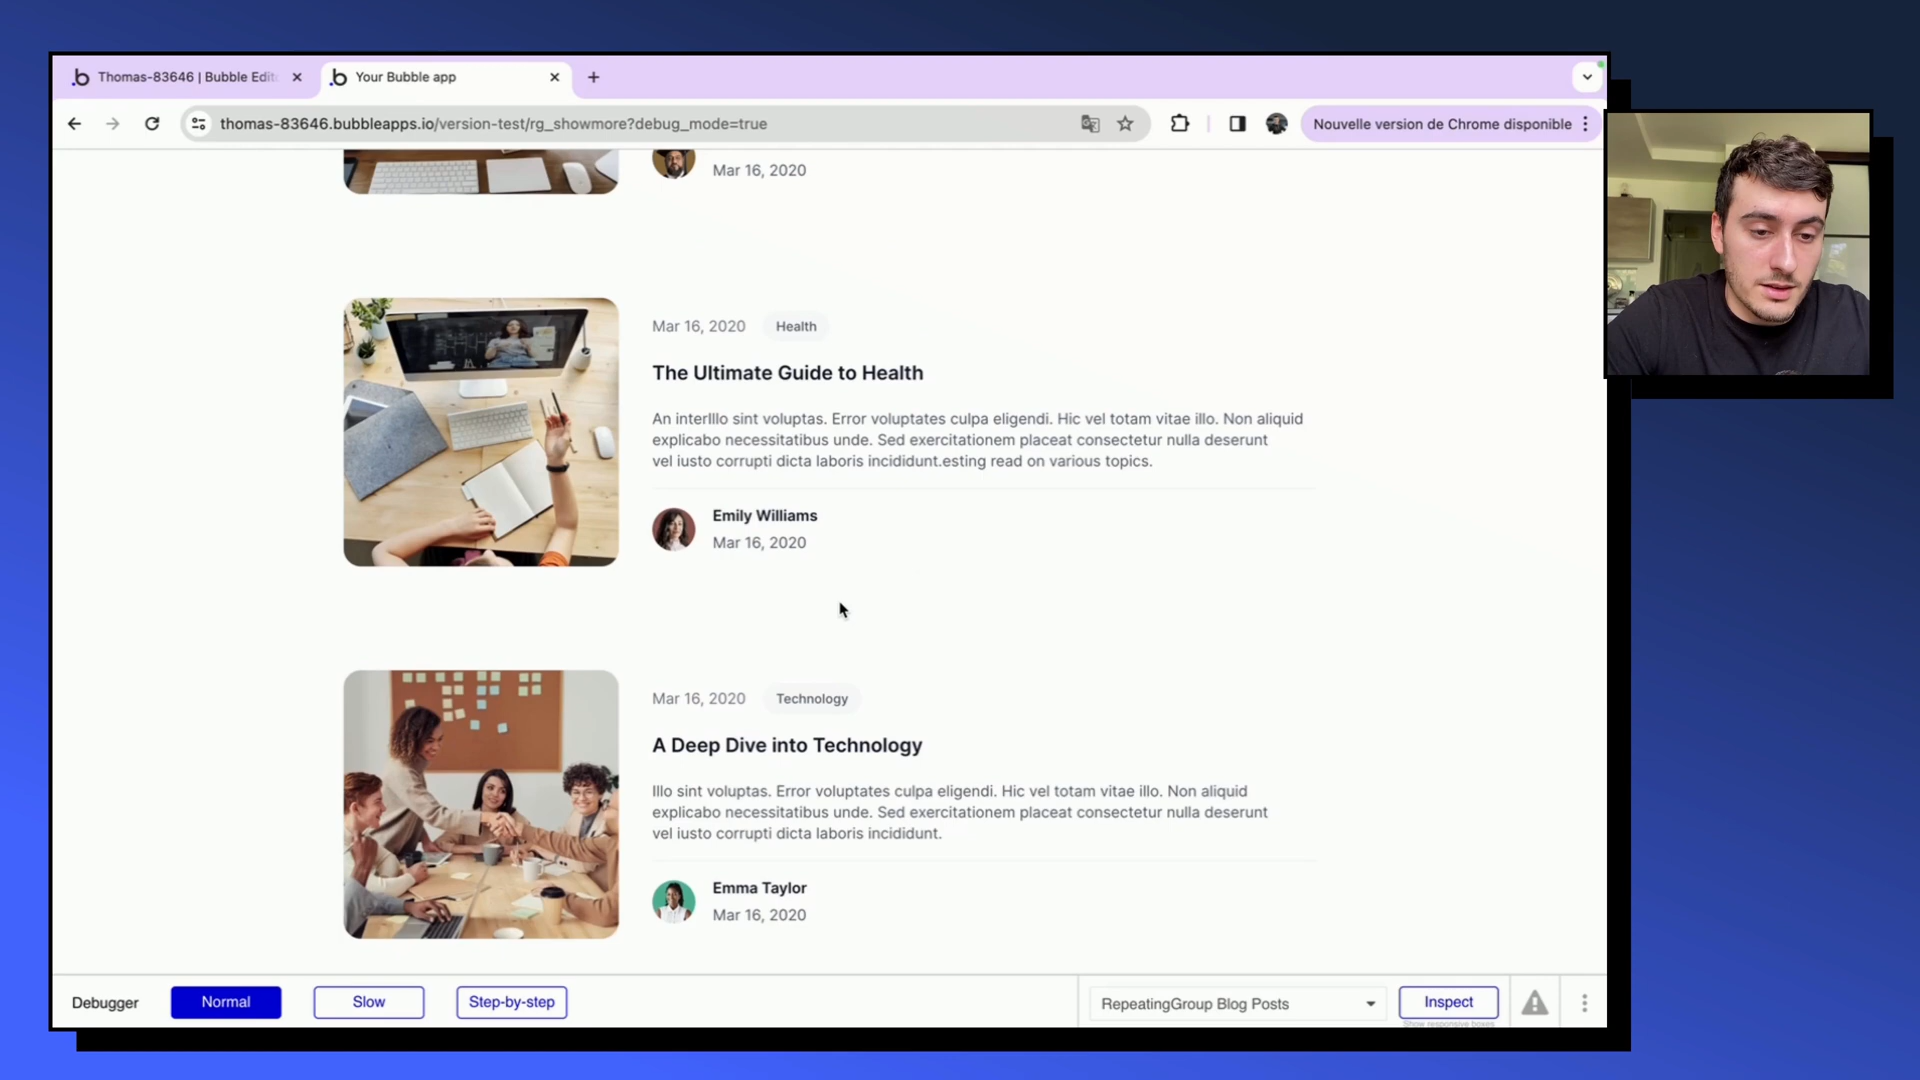 Thomas-83646 | Bubble Edit
Your Bubble app
thomas-83646.bubbleapps.io/version-test/rg_showmore?debug_mode=true
Nouvelle version de Chrome disponible
Mar 16, 2020
Mar 16, 2020
Health
The Ultimate Guide to Health
An interIllo sint voluptas. Error voluptates culpa eligendi. Hic vel totam vitae illo. Non aliquid
explicabo necessitatibus unde. Sed exercitationem placeat consectetur nulla deserunt
vel iusto corrupti dicta laboris incididunt.esting read on various topics.
Emily Williams
Mar 16, 2020
Mar 16, 2020
Technology
A Deep Dive into Technology
Illo sint voluptas. Error voluptates culpa eligendi. Hic vel totam vitae illo. Non aliquid
explicabo necessitatibus unde. Sed exercitationem placeat consectetur nulla deserunt
vel iusto corrupti dicta laboris incididunt.
Emma Taylor
Mar 16, 2020
Debugger
Normal
Slow
Step-by-step
RepeatingGroup Blog Posts
Inspect
Show responsive boxes